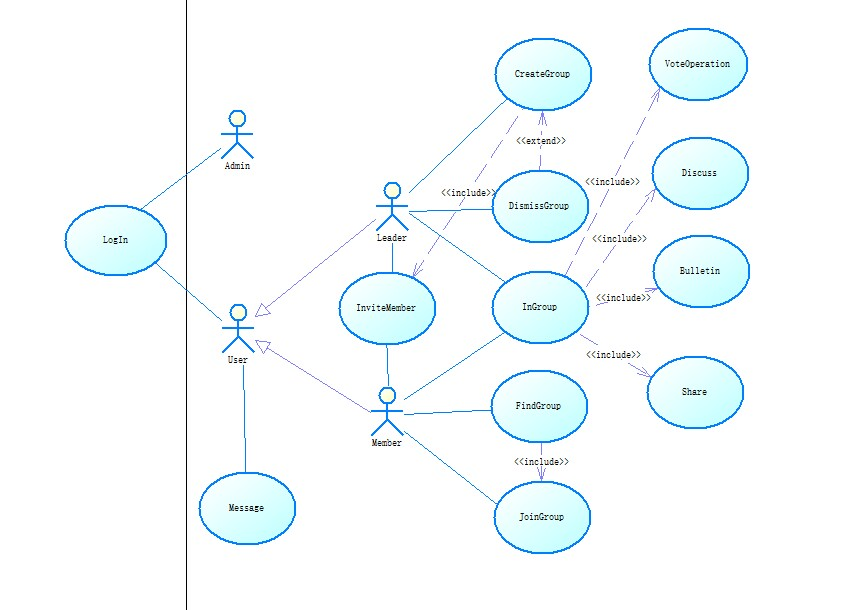 CreateGroup
VoteOperation
Admin
<<extend>>
Discuss
<<include>>
<<include>>
DismissGroup
LogIn
Leader
<<include>>
Bulletin
<<include>>
InviteMember
InGroup
User
<<include>>
Share
FindGroup
Member
<<include>>
Message
JoinGroup